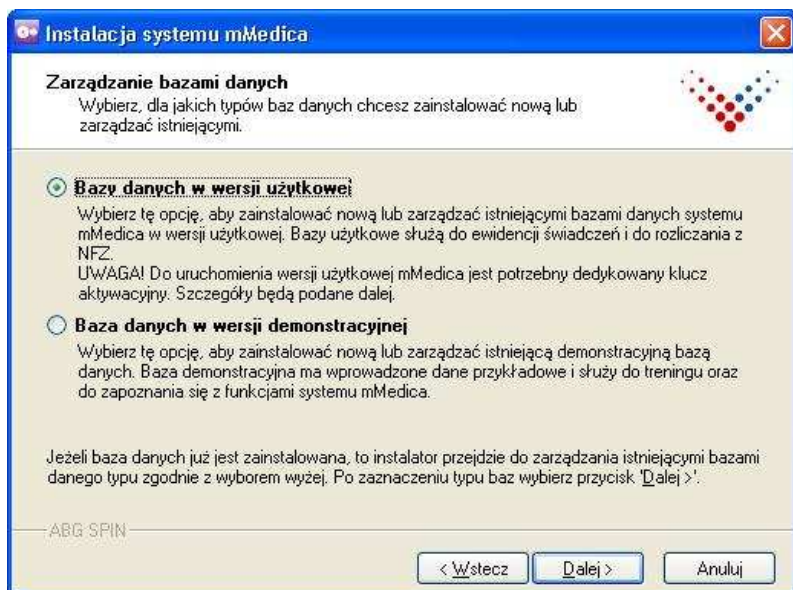 Instalacja systemu mMedica
Zarządzanie bazami danych
Wybierz, dla jakich typów baz danych chcesz zainstalować nową lub
zarządzać istniejącymi.
Bazy danych w wersji użytkowej
Wybierz tę opcję, aby zainstalować nową lub zarządzać istniejącymi bazami danych systemu
mMedica w wersji użytkowej. Bazy użytkowe służą do ewidencji świadczeń i do rozliczania z
NFZ.
UWAGA! Do uruchomienia wersji użytkowej mMedica jest potrzebny dedykowany klucz
aktywacyjny. Szczegóły będą podane dalej.
Baza danych w wersji demonstracyjnej
Wybierz tę opcję, aby zainstalować nową lub zarządzać istniejącą demonstracyjną bazą
danych. Baza demonstracyjna ma wprowadzone dane przykładowe i służy do treningu oraz
do zapoznania się z funkcjami systemu mMedica.
Jeżeli baza danych już jest zainstalowana, to instalator przejdzie do zarządzania istniejącymi bazami
danego typu zgodnie z wyborem wyżej. Po zaznaczeniu typu baz wybierz przycisk 'Dalej >'.
ABG SPIN
< Wstecz
Dalej >
Anuluj